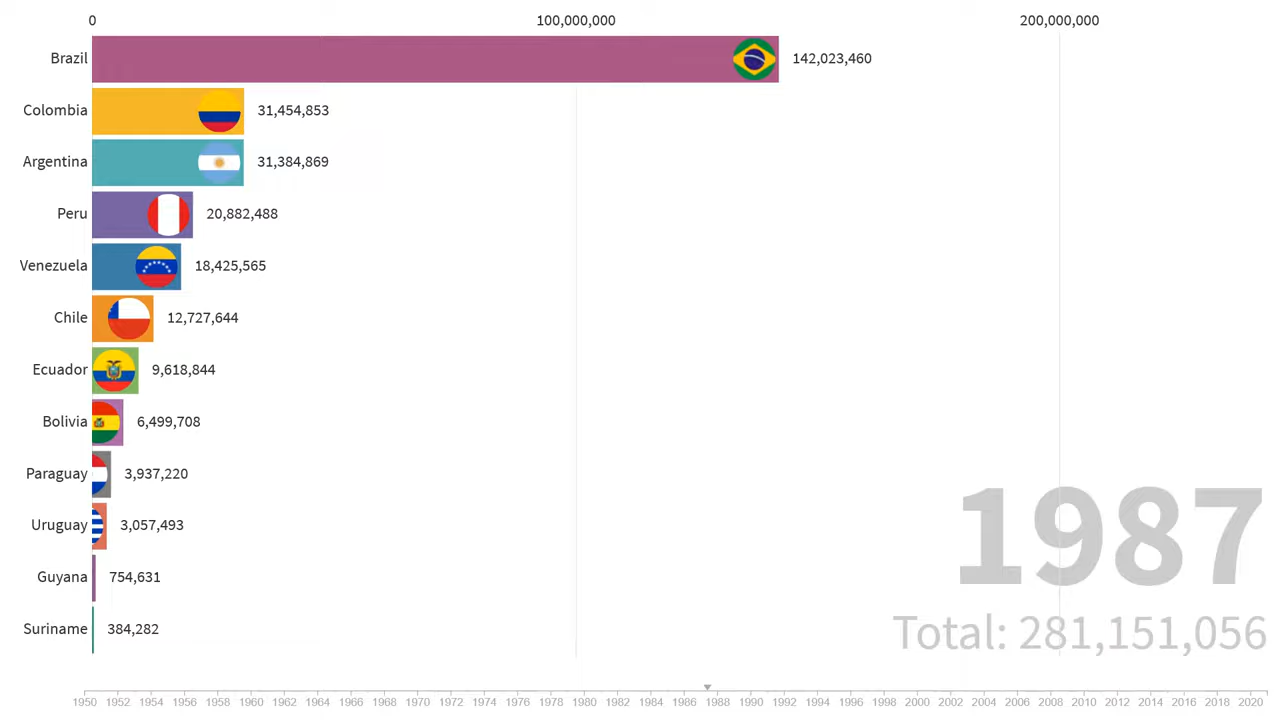 0 100,000,000 200,000,000
Brazil 142,023,460
Colombia 31,454,853
Argentina 31,384,869
Peru 20,882,488
Venezuela 18,425,565
Chile 12,727,644
Ecuador 9,618,844
Bolivia 6,499,708
Paraguay 3,937,220
Uruguay 3,057,493
Guyana 754,631
Suriname 384,282
1987
Total: 281,151,056
1950 1952 1954 1956 1958 1960 1962 1964 1966 1968 1970 1972 1974 1976 1978 1980 1982 1984 1986 1988 1990 1992 1994 1996 1998 2000 2002 2004 2006 2008 2010 2012 2014 2016 2018 2020